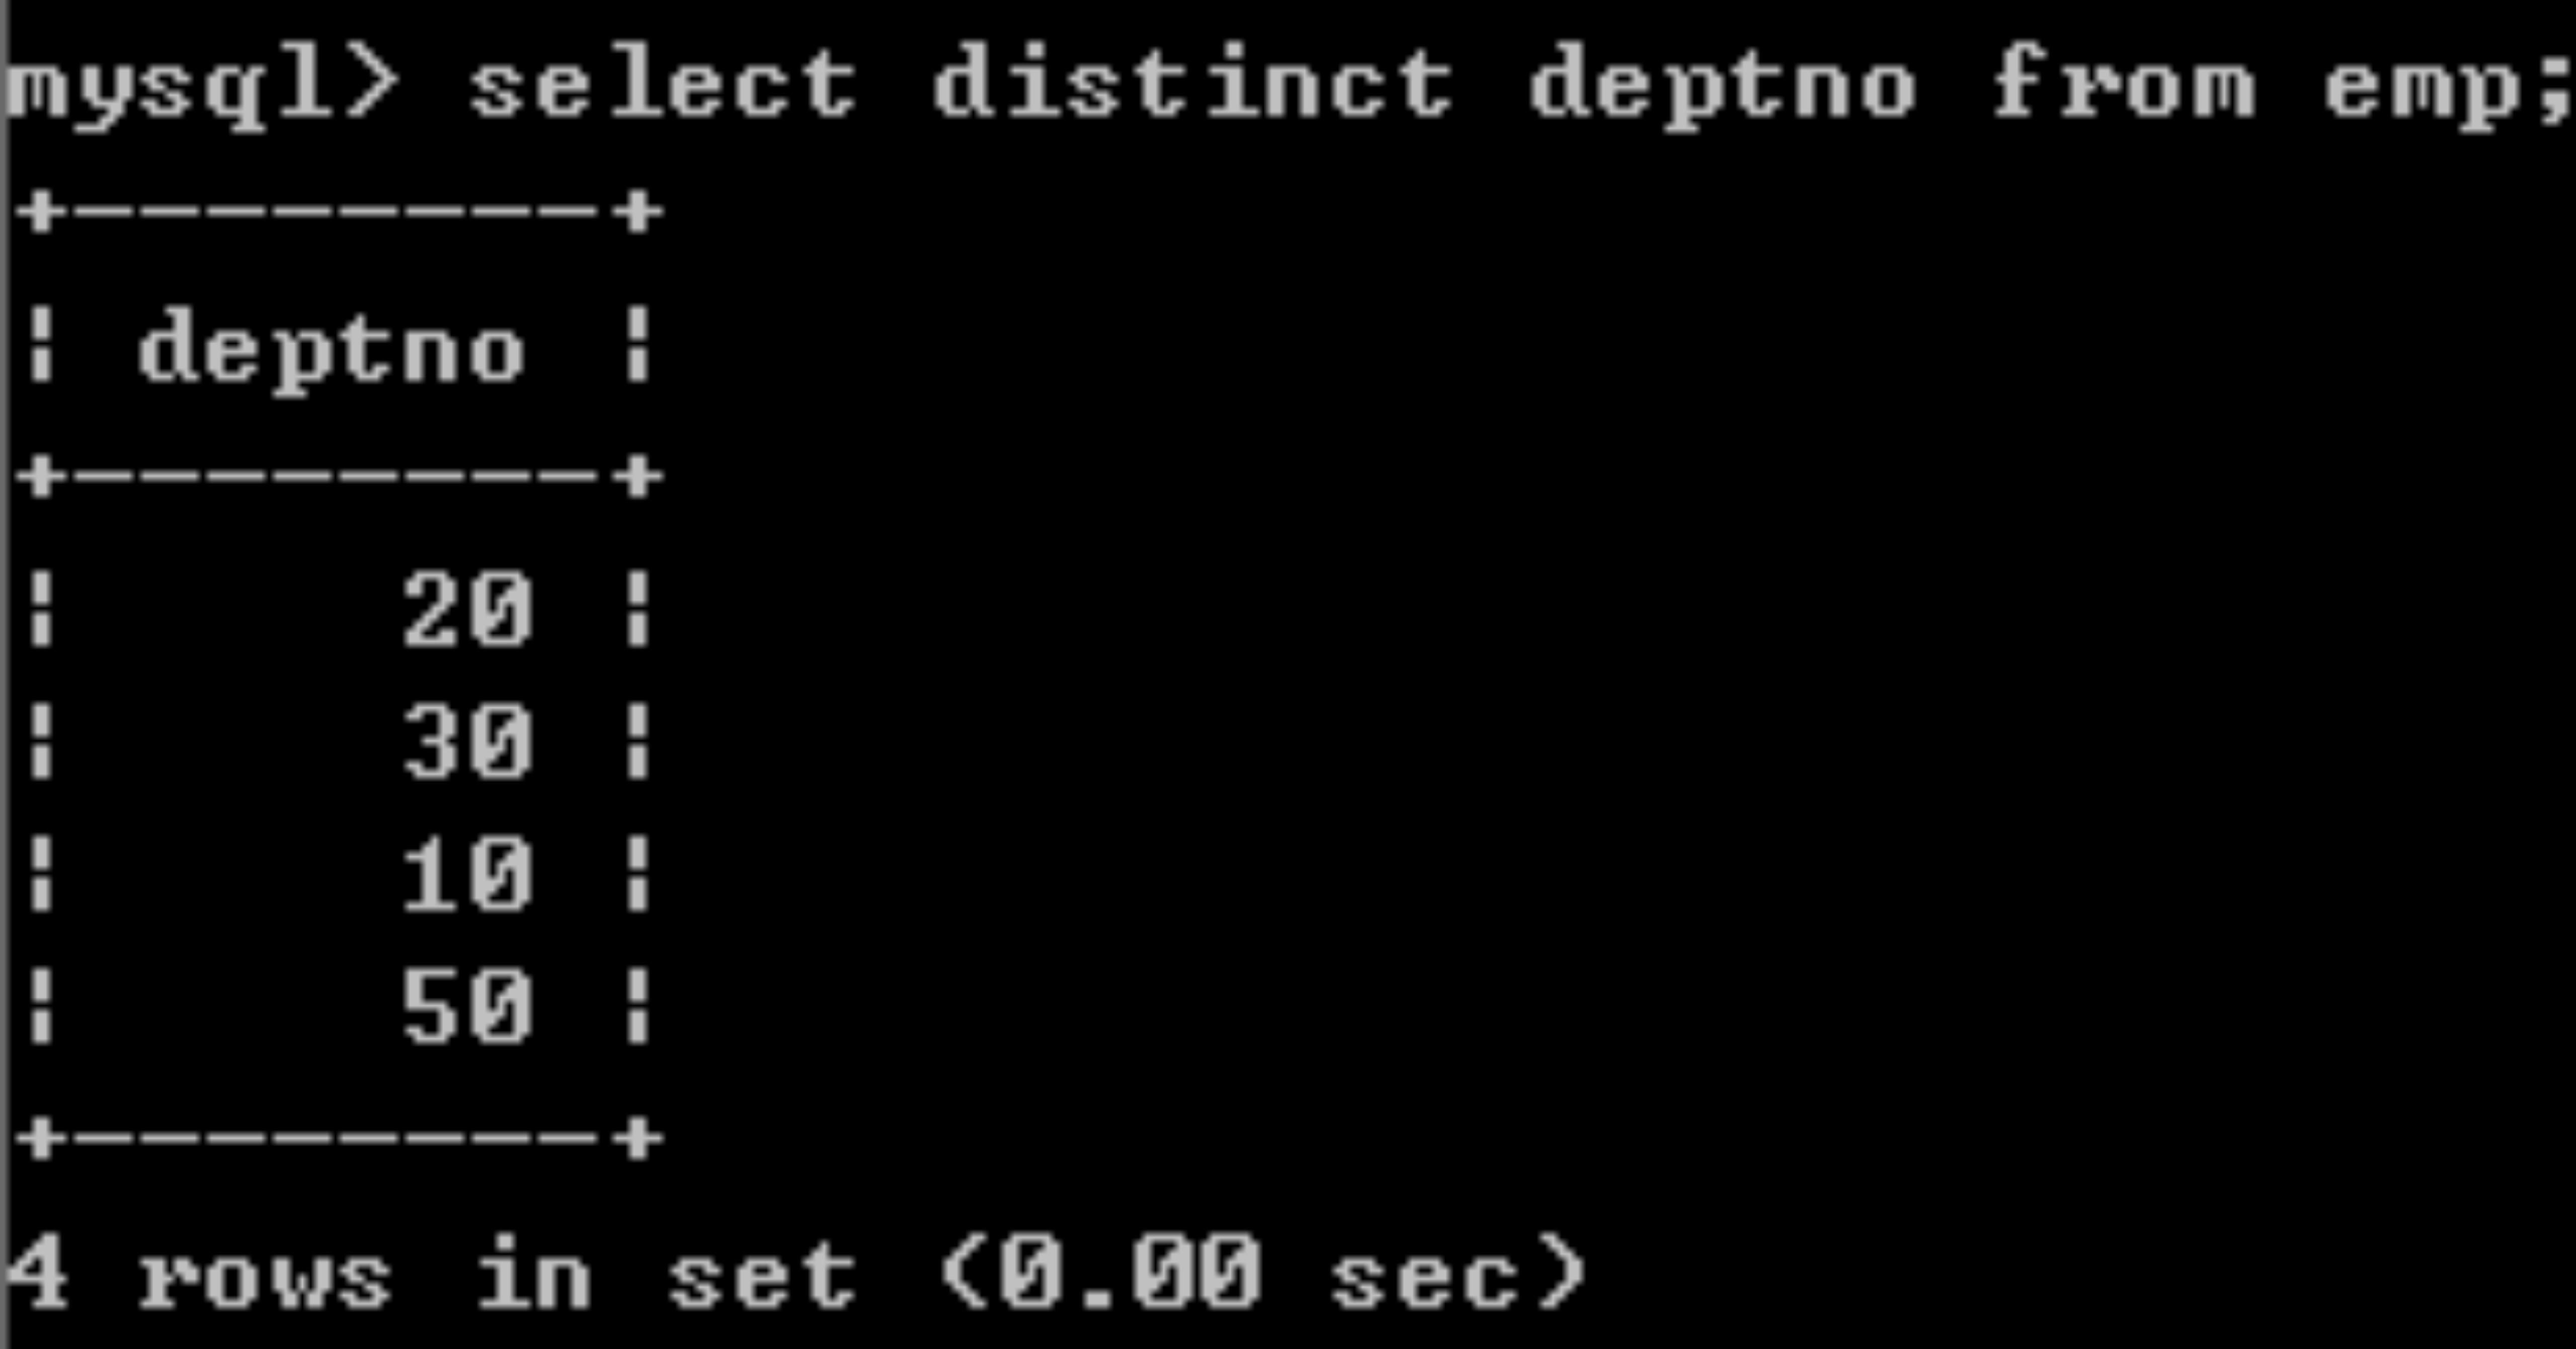 mysql> select distinct deptno from emp;
+---------+
| deptno |
+---------+
|     20 |
|     30 |
|     10 |
|     50 |
+---------+
4 rows in set (0.00 sec)